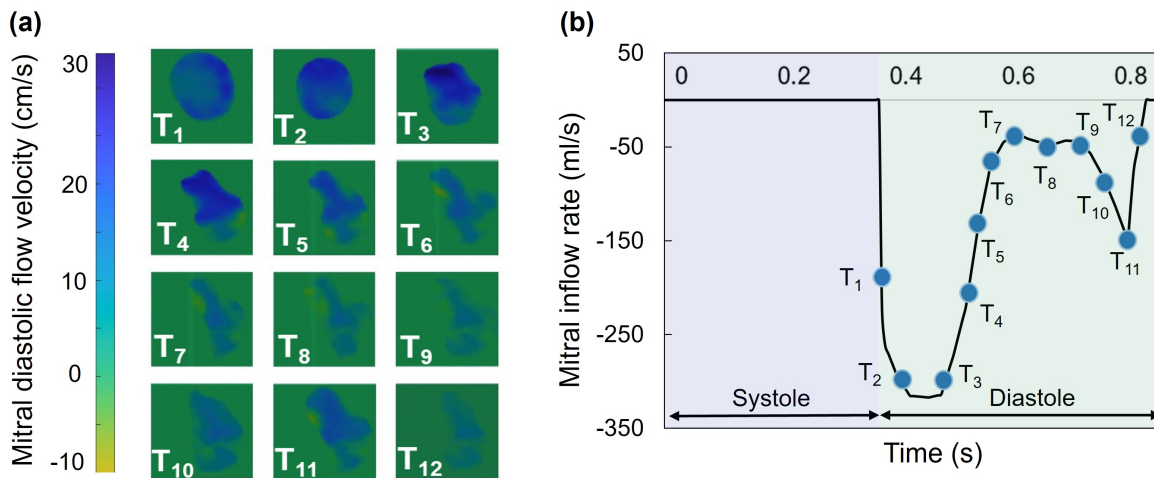 (a)
Mitral diastolic flow velocity (cm/s)
30
20
10
0
-10
T1
T2
T3
T4
T5
T6
T7
T8
T9
T10
T11
T12
(b)
Mitral inflow rate (ml/s)
50
-50
-150
-250
-350
0 0.2 0.4 0.6 0.8
T1
T2
T3
T4
T5
T6
T7
T8
T9
T10
T11
T12
Systole
Diastole
Time (s)